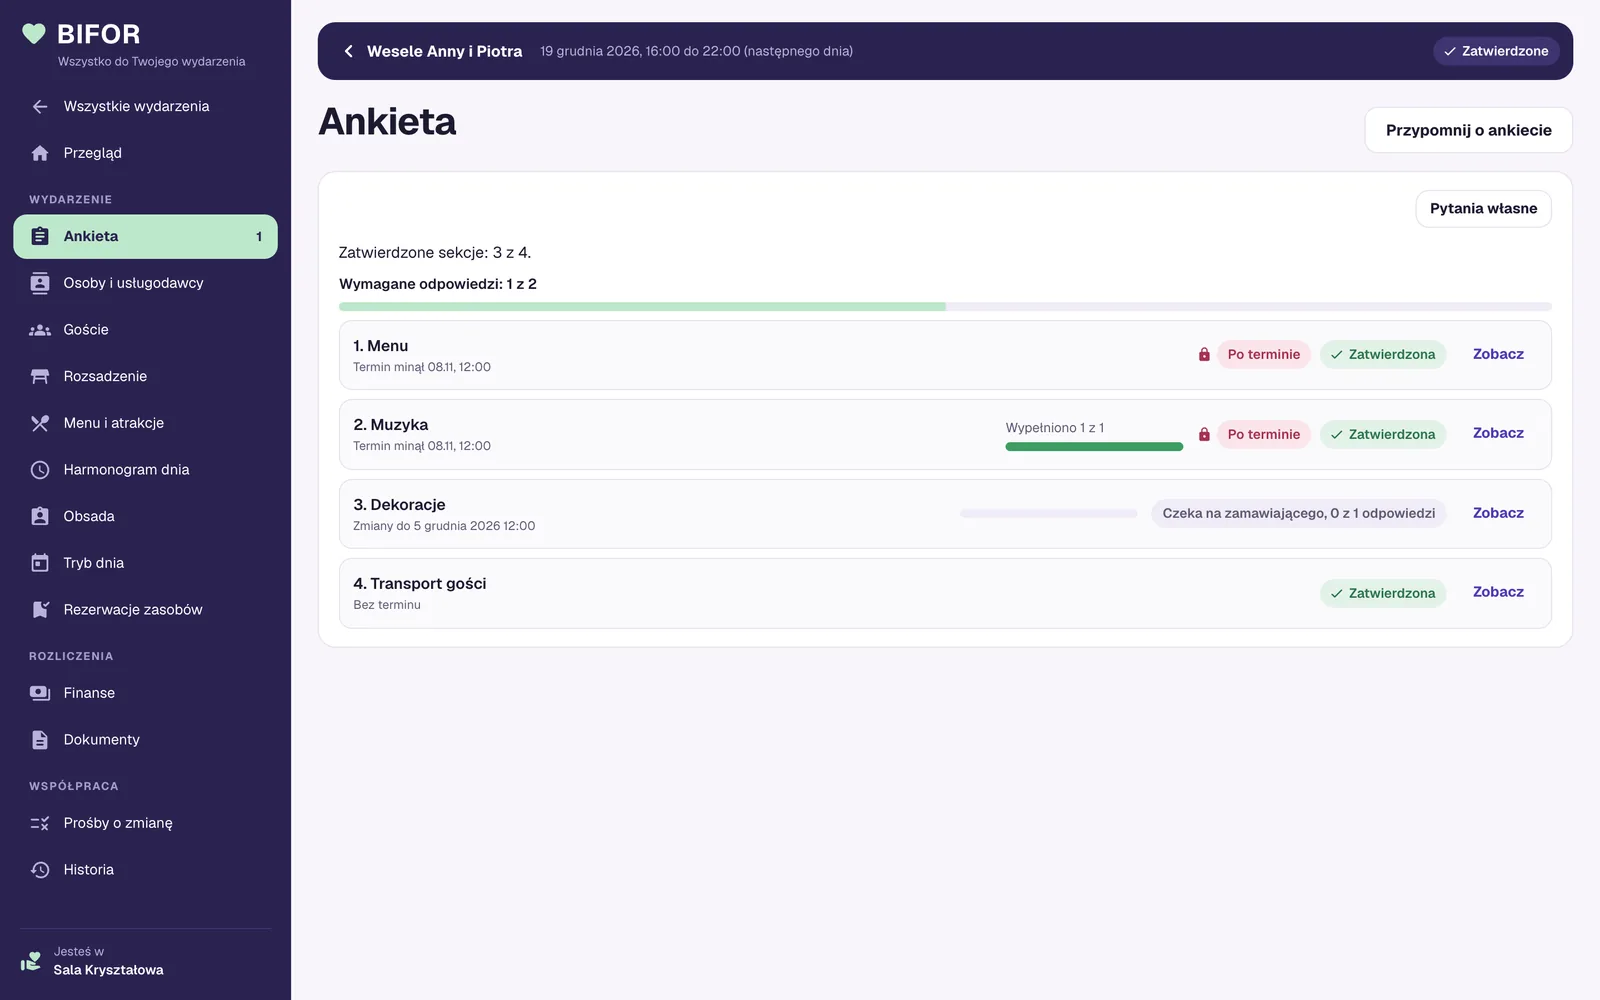 BIFOR
Wszystko do Twojego wydarzenia
Wszystkie wydarzenia
Przegląd
WYDARZENIE
Ankieta 1
Osoby i usługodawcy
Goście
Rozsadzenie
Menu i atrakcje
Harmonogram dnia
Obsada
Tryb dnia
Rezerwacje zasobów
ROZLICZENIA
Finanse
Dokumenty
WSPÓŁPRACA
Prośby o zmianę
Historia
Jesteś w
Sala Kryształowa
Wesele Anny i Piotra 19 grudnia 2026, 16:00 do 22:00 (następnego dnia) Zatwierdzone
Ankieta
Przypomnij o ankiecie
Pytania własne
Zatwierdzone sekcje: 3 z 4.
Wymagane odpowiedzi: 1 z 2
1. Menu
Termin minął 08.11, 12:00
Po terminie Zatwierdzona Zobacz
2. Muzyka
Termin minął 08.11, 12:00
Wypełniono 1 z 1
Po terminie Zatwierdzona Zobacz
3. Dekoracje
Zmiany do 5 grudnia 2026 12:00
Czeka na zamawiającego, 0 z 1 odpowiedzi Zobacz
4. Transport gości
Bez terminu
Zatwierdzona Zobacz